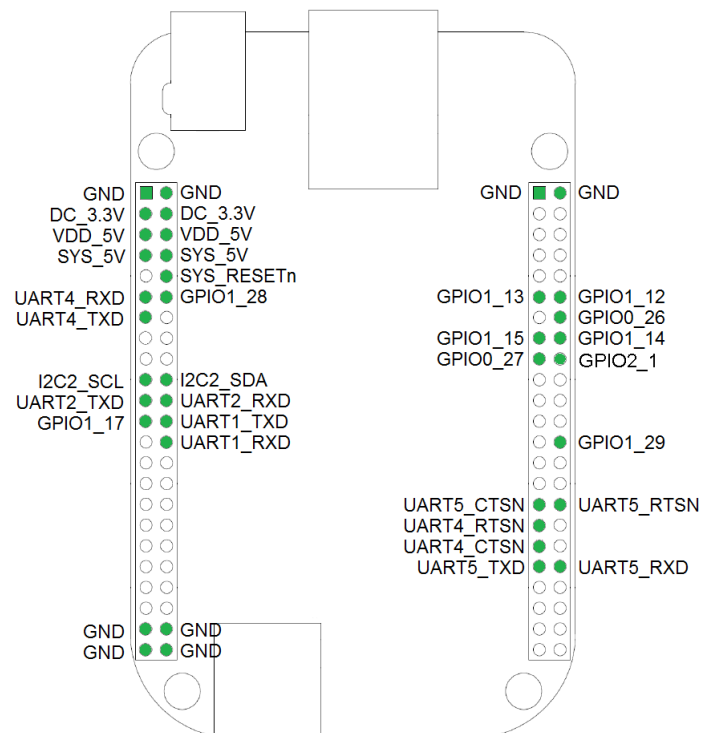 GND GND GND GND
DC_3.3V DC_3.3V
VDD_5V VDD_5V
SYS_5V SYS_5V
SYS_RESETn
UART4_RXD GPIO1_28 GPIO1_13 GPIO1_12
UART4_TXD GPIO0_26
GPIO1_15 GPIO1_14
GPIO0_27 GPIO2_1
I2C2_SCL I2C2_SDA
UART2_TXD UART2_RXD
GPIO1_17 UART1_TXD
UART1_RXD GPIO1_29
UART5_CTSN UART5_RTSN
UART4_RTSN
UART4_CTSN
UART5_TXD UART5_RXD
GND GND
GND GND